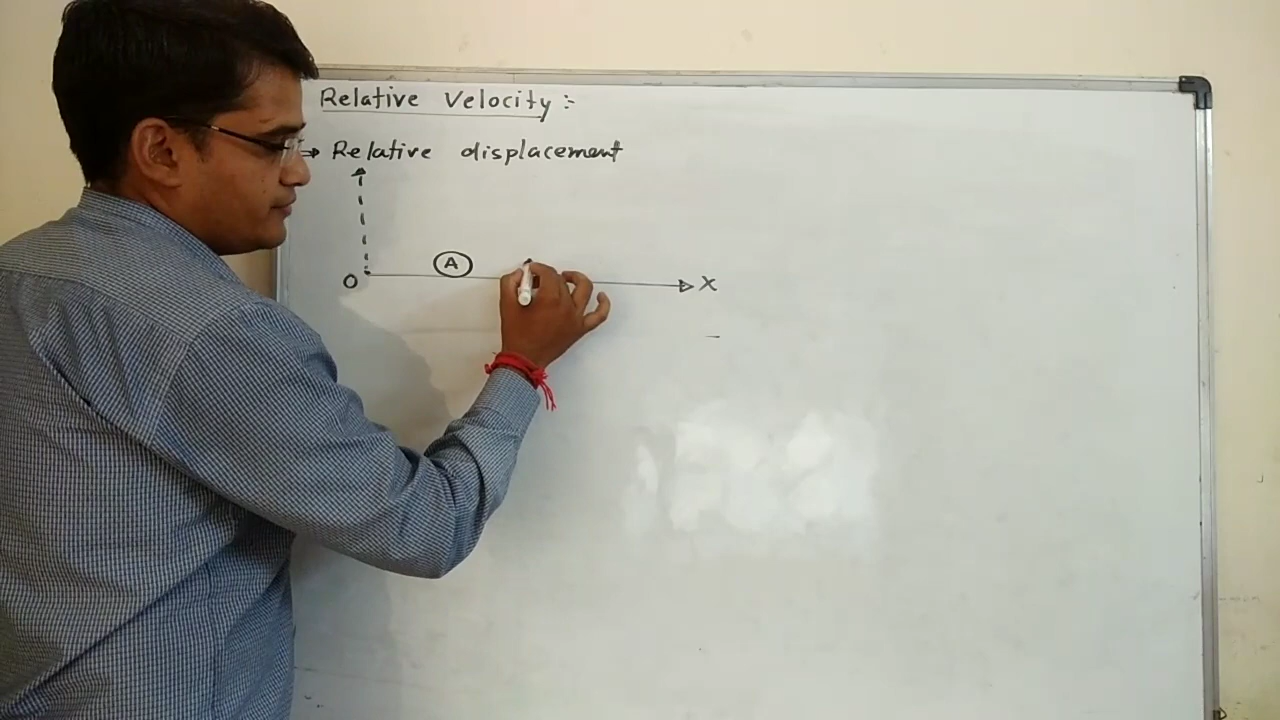 Relative Velocity :-
⇒ Relative displacement
A
O X